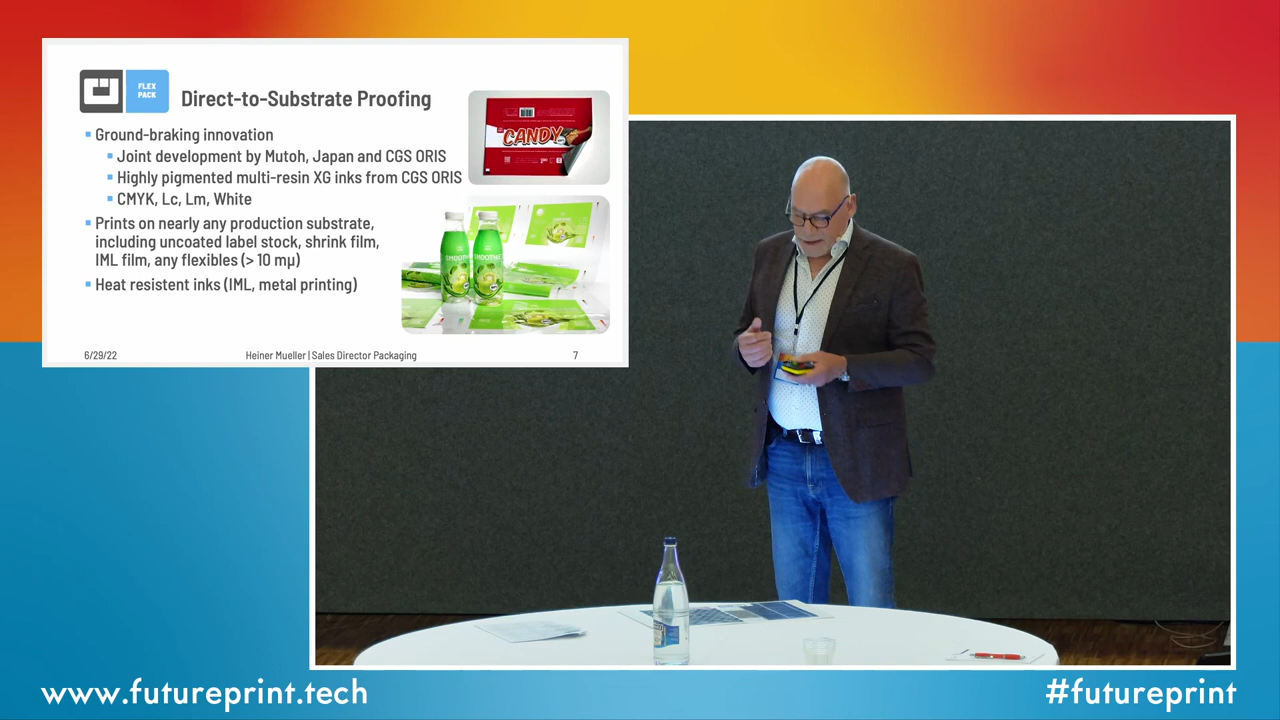 FLEX
PACK
Direct-to-Substrate Proofing
Ground-braking innovation
Joint development by Mutoh, Japan and CGS ORIS
Highly pigmented multi-resin XG inks from CGS ORIS
CMYK, Lc, Lm, White
Prints on nearly any production substrate,
including uncoated label stock, shrink film,
IML film, any flexibles (> 10 mµ)
Heat resistent inks (IML, metal printing)
CANDY
SMOOTHIE
6/29/22
Heiner Mueller | Sales Director Packaging
7
www.futureprint.tech
#futureprint